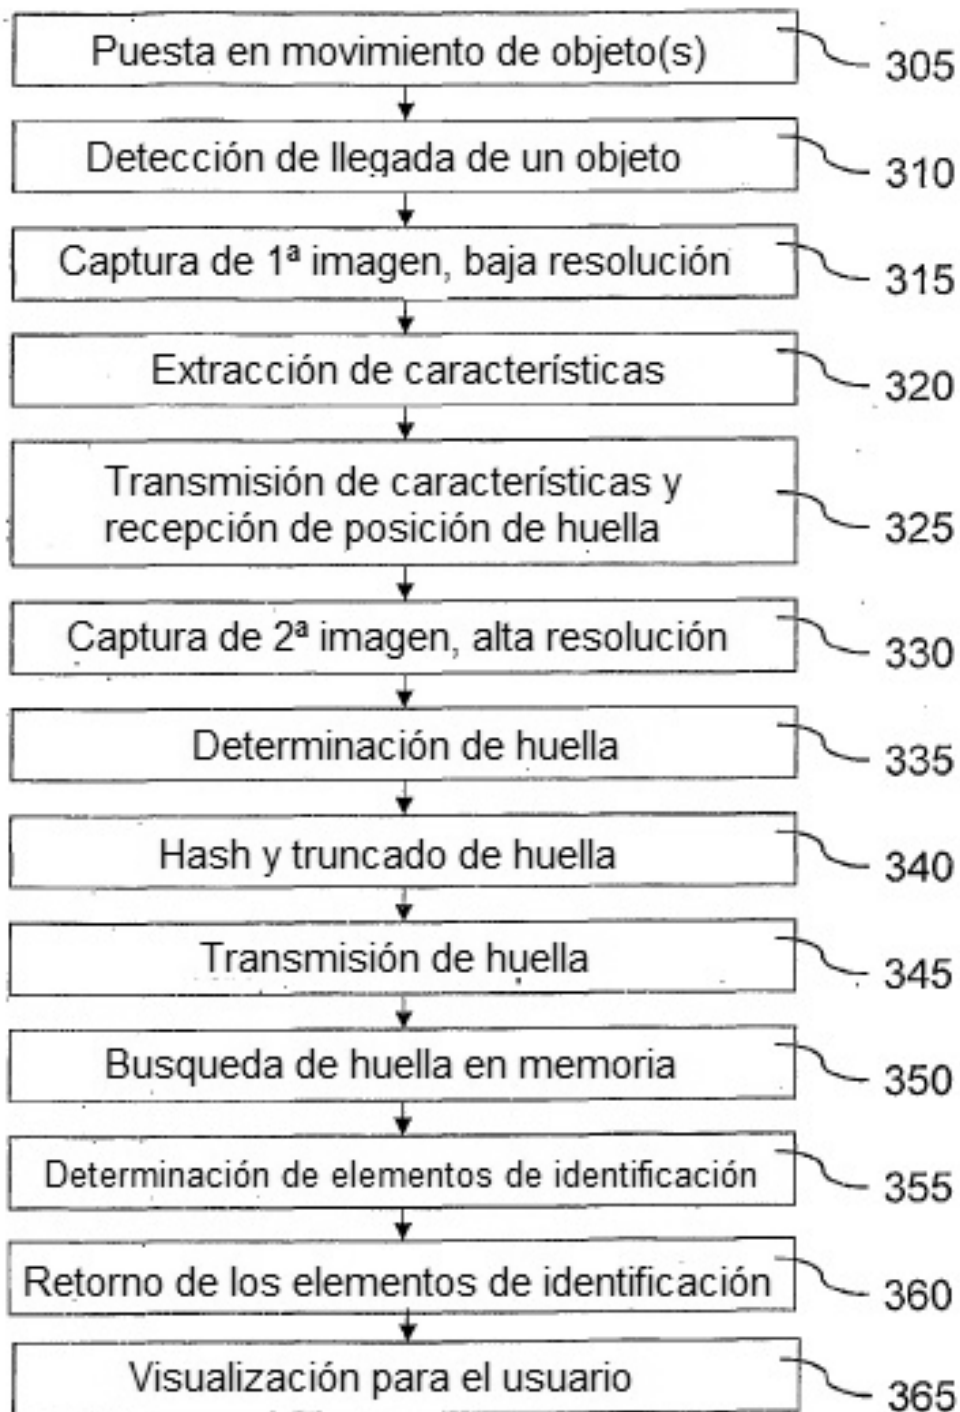 Puesta en movimiento de objeto(s)
305
Detección de llegada de un objeto
310
Captura de 1ª imagen, baja resolución
315
Extracción de características
320
Transmisión de características y
recepción de posición de huella
325
Captura de 2ª imagen, alta resolución
330
Determinación de huella
335
Hash y truncado de huella
340
Transmisión de huella
345
Busqueda de huella en memoria
350
Determinación de elementos de identificación
355
Retorno de los elementos de identificación
360
Visualización para el usuario
365